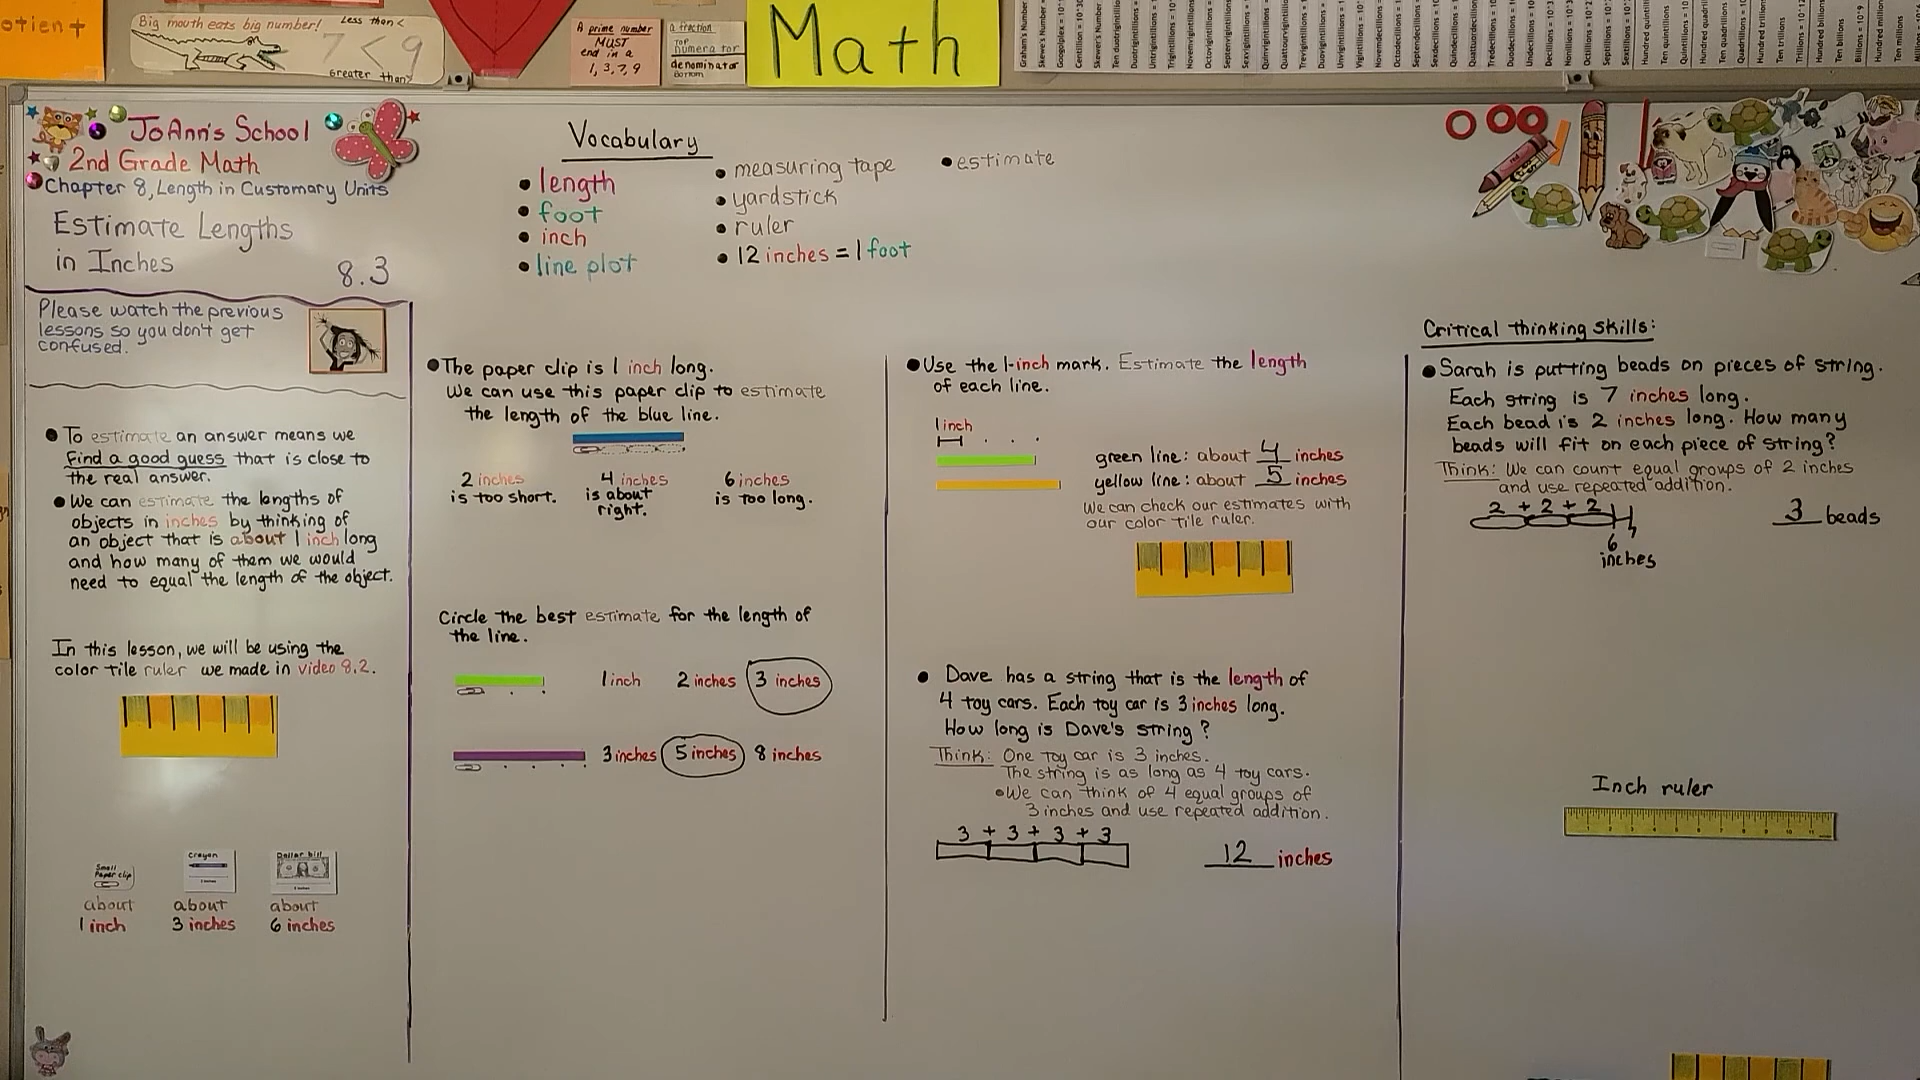 otient
Big mouth eats big number!
Less than <
7 < 9
Greater than >
A prime number
MUST
end in a
1, 3, 7, 9
a fraction
TOP
numerator
denominator
BOTTOM
Math
JoAnn's School
2nd Grade Math
Chapter 8, Length in Customary Units
Estimate Lengths
in Inches
8.3
Please watch the previous
lessons so you don't get
confused.
• To estimate an answer means we
find a good guess that is close to
the real answer.
• We can estimate the lengths of
objects in inches by thinking of
an object that is about 1 inch long
and how many of them we would
need to equal the length of the object.
In this lesson, we will be using the
color tile ruler we made in video 8.2.
Small
Paper clip
Crayon
Dollar bill
about about about
1 inch 3 inches 6 inches
Vocabulary
• length
• foot
• inch
• line plot
• measuring tape
• yardstick
• ruler
• 12 inches = 1 foot
• estimate
• The paper clip is 1 inch long.
We can use this paper clip to estimate
the length of the blue line.
2 inches
is too short.
4 inches
is about
right.
6 inches
is too long.
Circle the best estimate for the length of
the line.
1 inch 2 inches 3 inches
3 inches 5 inches 8 inches
• Use the 1-inch mark. Estimate the length
of each line.
1 inch
green line: about 4 inches
yellow line: about 5 inches
We can check our estimates with
our color tile ruler.
• Dave has a string that is the length of
4 toy cars. Each toy car is 3 inches long.
How long is Dave's string?
Think: One toy car is 3 inches.
The string is as long as 4 toy cars.
• We can think of 4 equal groups of
3 inches and use repeated addition.
3 + 3 + 3 + 3
12 inches
Critical thinking skills:
• Sarah is putting beads on pieces of string.
Each string is 7 inches long.
Each bead is 2 inches long. How many
beads will fit on each piece of string?
Think: We can count equal groups of 2 inches
and use repeated addition.
2 + 2 + 2
6
inches
3 beads
Inch ruler